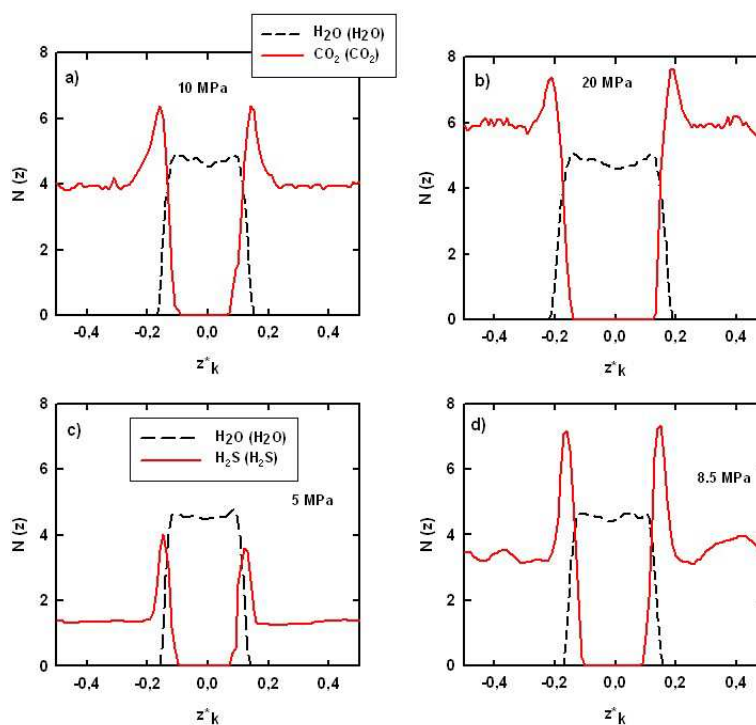 H2O (H2O)
CO2 (CO2)
a)
10 MPa
8
6
4
2
0
N (z)
-0,4
-0,2
0,0
0,2
0,4
z*k
b)
20 MPa
8
6
4
2
0
N (z)
-0,4
-0,2
0,0
0,2
0,4
z*k
c)
H2O (H2O)
H2S (H2S)
5 MPa
8
6
4
2
0
N (z)
-0,4
-0,2
0,0
0,2
0,4
z*k
d)
8.5 MPa
8
6
4
2
0
N (z)
-0,4
-0,2
0,0
0,2
0,4
z*k